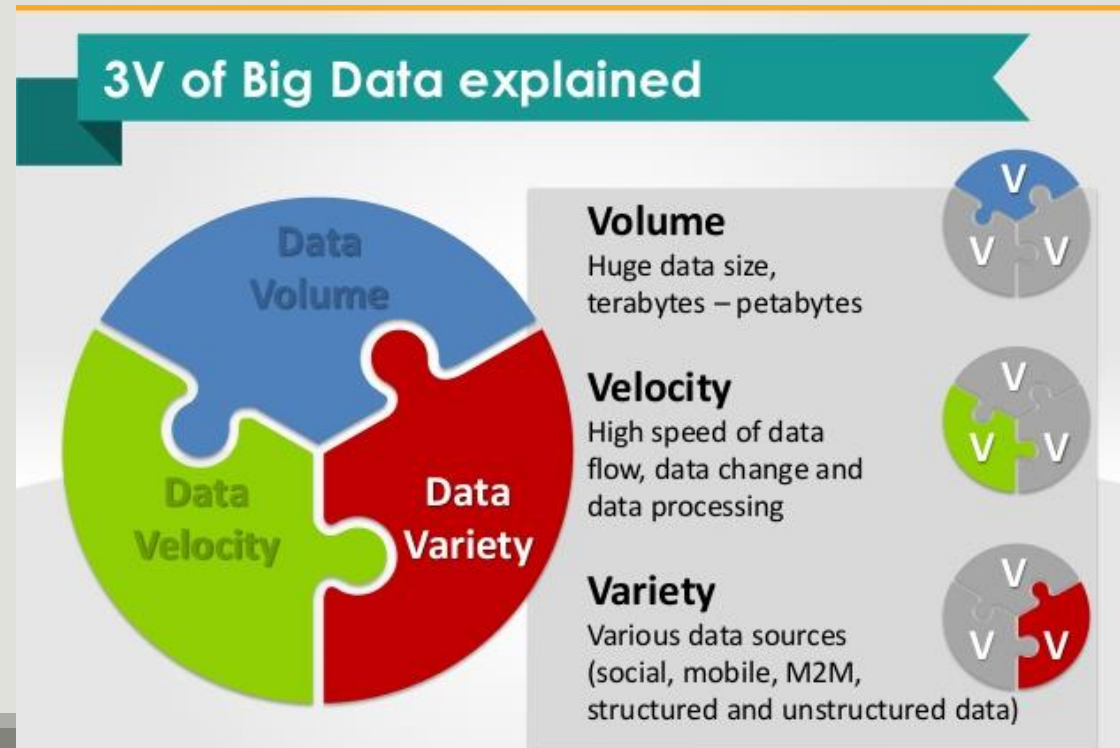 3V of Big Data explained
Data
Volume
Data
Velocity
Data
Variety
Volume
Huge data size,
terabytes – petabytes
V
V V
Velocity
High speed of data
flow, data change and
data processing
V
V V
Variety
Various data sources
(social, mobile, M2M,
structured and unstructured data)
V
V V